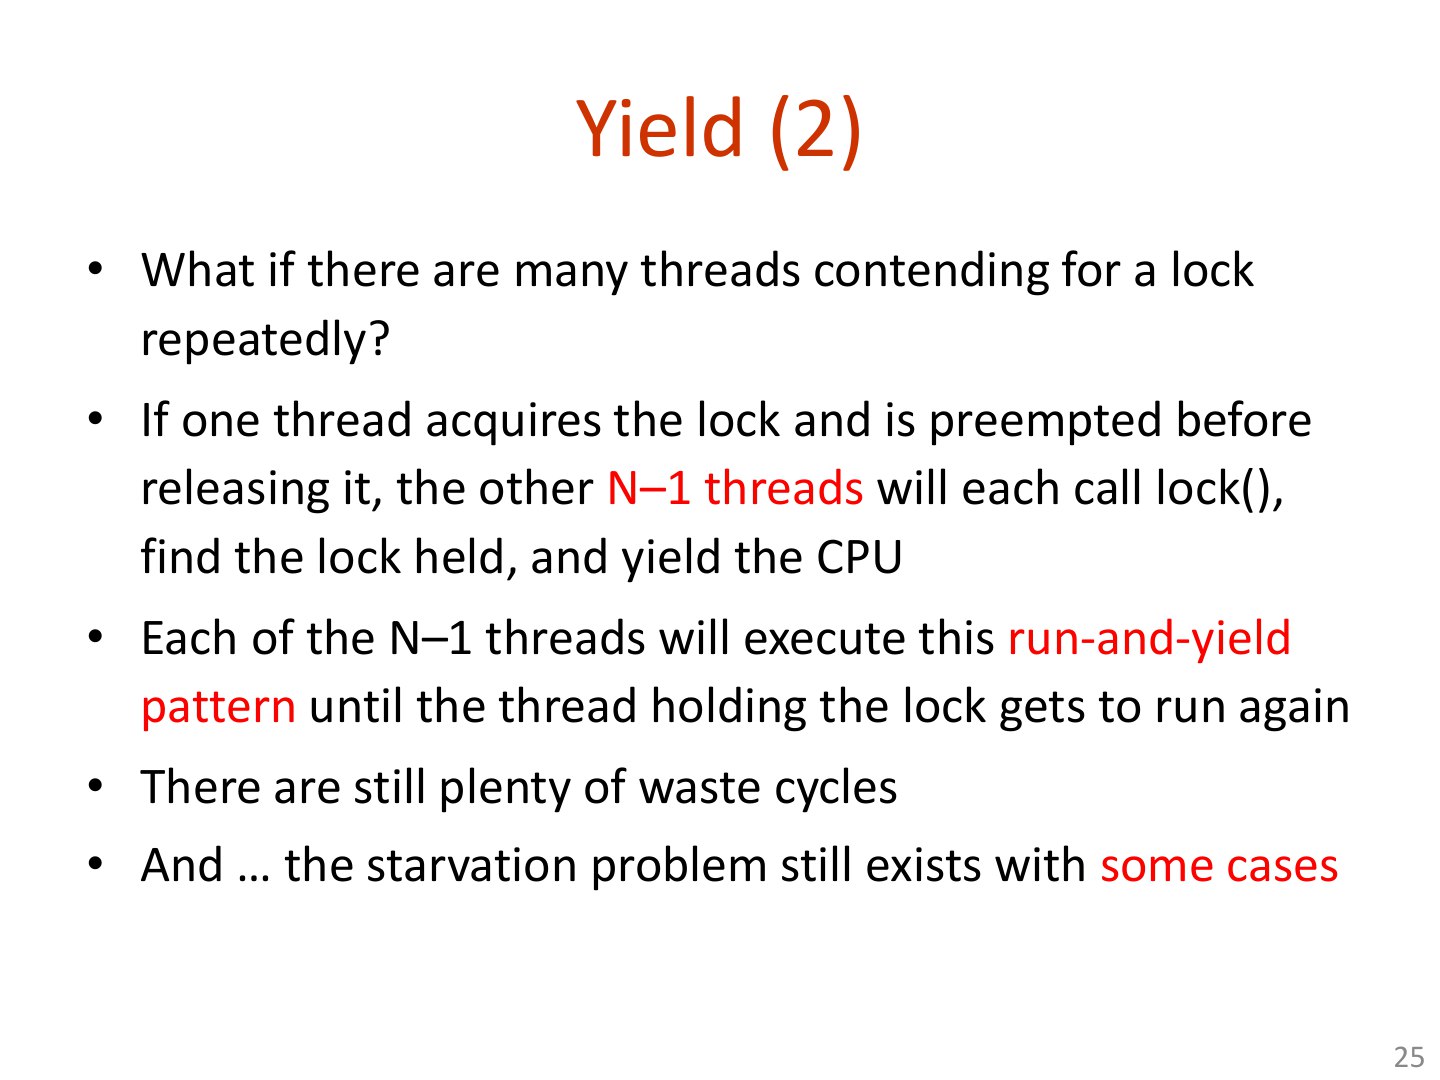 Yield (2)
• What if there are many threads contending for a lock
repeatedly?
• If one thread acquires the lock and is preempted before
releasing it, the other N–1 threads will each call lock(),
find the lock held, and yield the CPU
• Each of the N–1 threads will execute this run-and-yield
pattern until the thread holding the lock gets to run again
• There are still plenty of waste cycles
• And … the starvation problem still exists with some cases
25